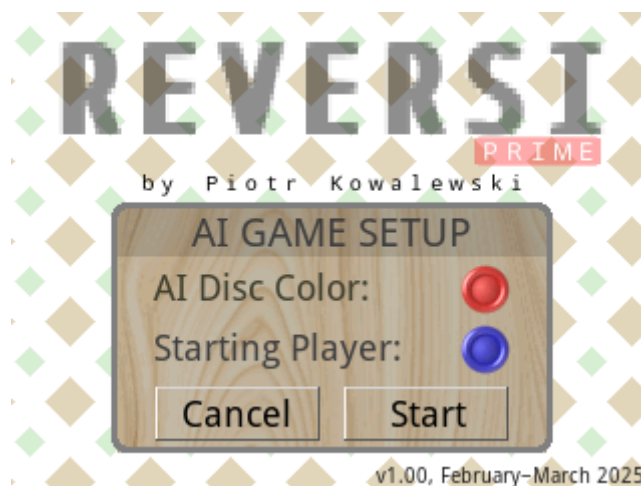 REVERSI
PRIME
by Piotr Kowalewski
AI GAME SETUP
AI Disc Color:
Starting Player:
Cancel Start
v1.00, February–March 2025